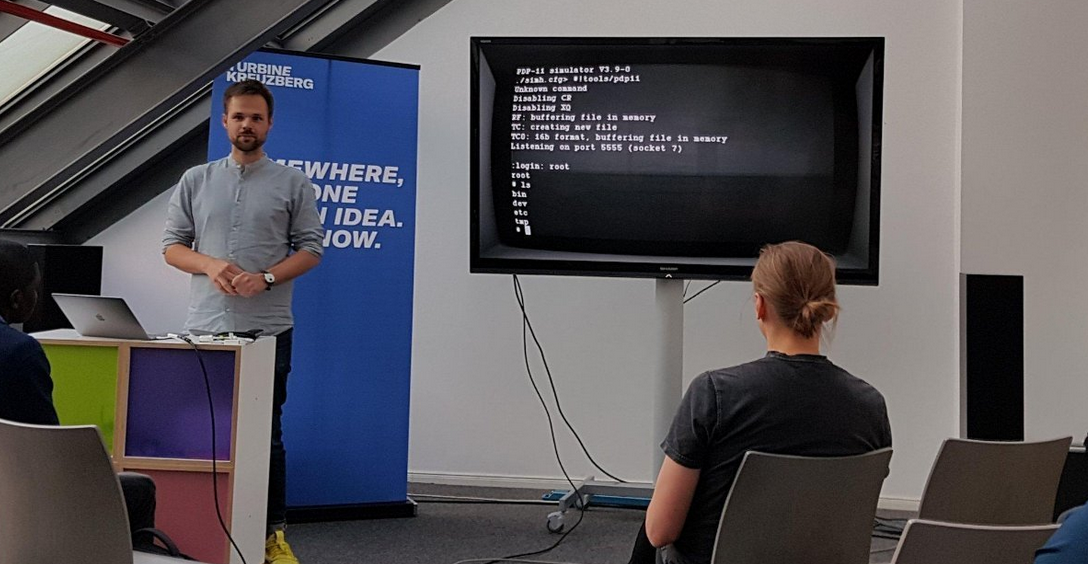 TURBINE
KREUZBERG
EWHERE,
ONE
N IDEA.
NOW.
PDP-11 simulator V3.9-0
./simh.cfg> #!tools/pdp11
Unknown command
Disabling CR
Disabling XQ
RF: buffering file in memory
TC: creating new file
TC0: 16b format, buffering file in memory
Listening on port 5555 (socket 7)
:login: root
root
# ls
bin
dev
etc
tmp
#
SHARP